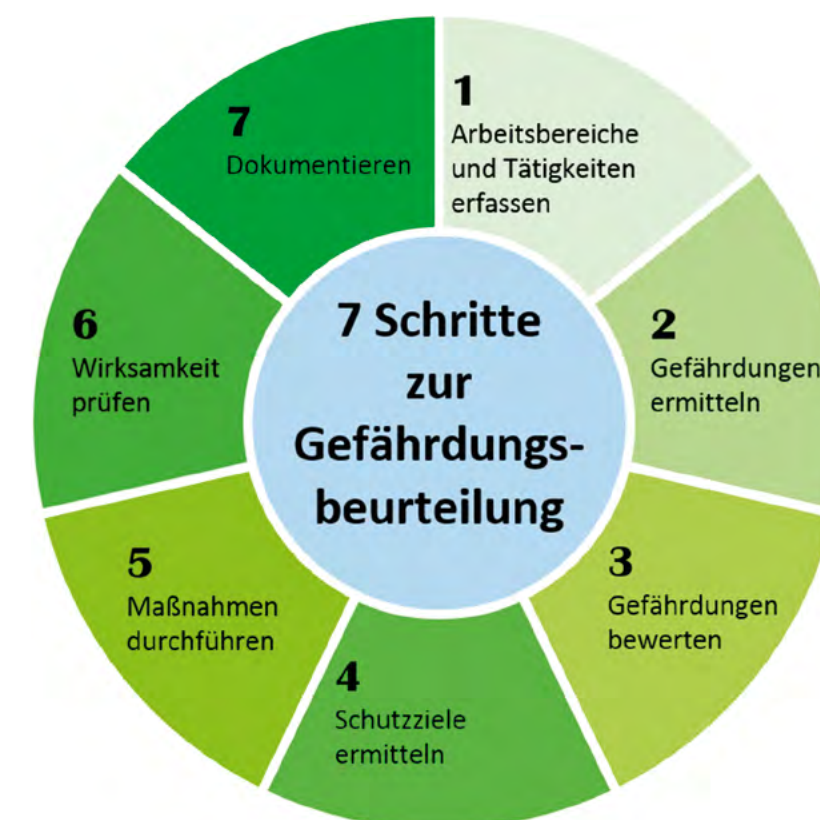 7 Schritte
zur
Gefährdungs-
beurteilung
1
Arbeitsbereiche
und Tätigkeiten
erfassen
2
Gefährdungen
ermitteln
3
Gefährdungen
bewerten
4
Schutzziele
ermitteln
5
Maßnahmen
durchführen
6
Wirksamkeit
prüfen
7
Dokumentieren